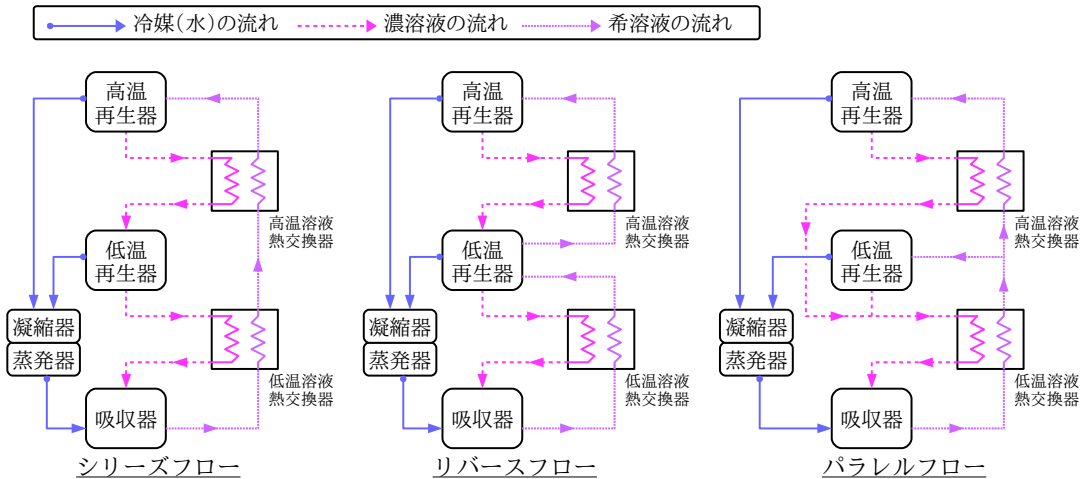 冷媒(水)の流れ 濃溶液の流れ 希溶液の流れ
高温
再生器
高温溶液
熱交換器
低温
再生器
凝縮器
蒸発器
低温溶液
熱交換器
吸収器
シリーズフロー
高温
再生器
高温溶液
熱交換器
低温
再生器
凝縮器
蒸発器
低温溶液
熱交換器
吸収器
リバースフロー
高温
再生器
高温溶液
熱交換器
低温
再生器
凝縮器
蒸発器
低温溶液
熱交換器
吸収器
パラレルフロー